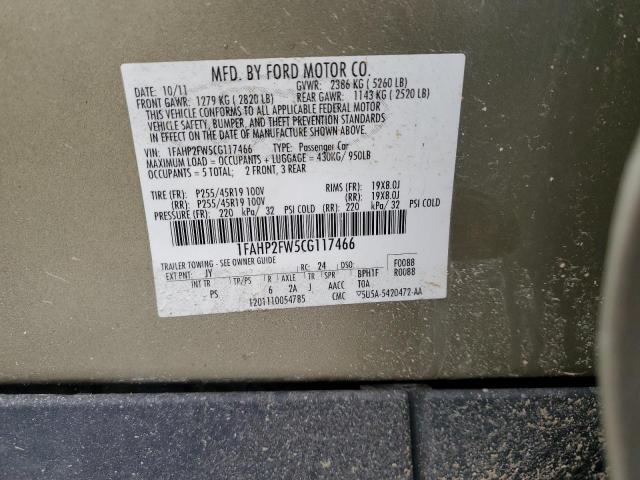 MFD. BY FORD MOTOR CO.
DATE: 10/11 GVWR: 2386 KG ( 5260 LB)
FRONT GAWR: 1279 KG ( 2820 LB) REAR GAWR: 1143 KG ( 2520 LB)
THIS VEHICLE CONFORMS TO ALL APPLICABLE FEDERAL MOTOR
VEHICLE SAFETY, BUMPER, AND THEFT PREVENTION STANDARDS
IN EFFECT ON THE DATE OF MANUFACTURE SHOWN ABOVE.
VIN: 1FAHP2FW5CG117466 TYPE: Passenger Car
MAXIMUM LOAD = OCCUPANTS + LUGGAGE = 430KG/ 950LB
OCCUPANTS = 5 TOTAL; 2 FRONT, 3 REAR
TIRE (FR): P255/45R19 100V RIMS (FR): 19X8.0J
(RR): P255/45R19 100V (RR): 19X8.0J
PRESSURE (FR): 220 kPa/ 32 PSI COLD (RR): 220 kPa/ 32 PSI COLD
1FAHP2FW5CG117466
TRAILER TOWING - SEE OWNER GUIDE F0088
EXT PNT: JY RC: 24 DSO: R0088
INT TR TP/PS R AXLE TR SPR BPH1F
PS 6 2A J AACC TOA
1201110054785 CMC ▽5U5A-5420472-AA